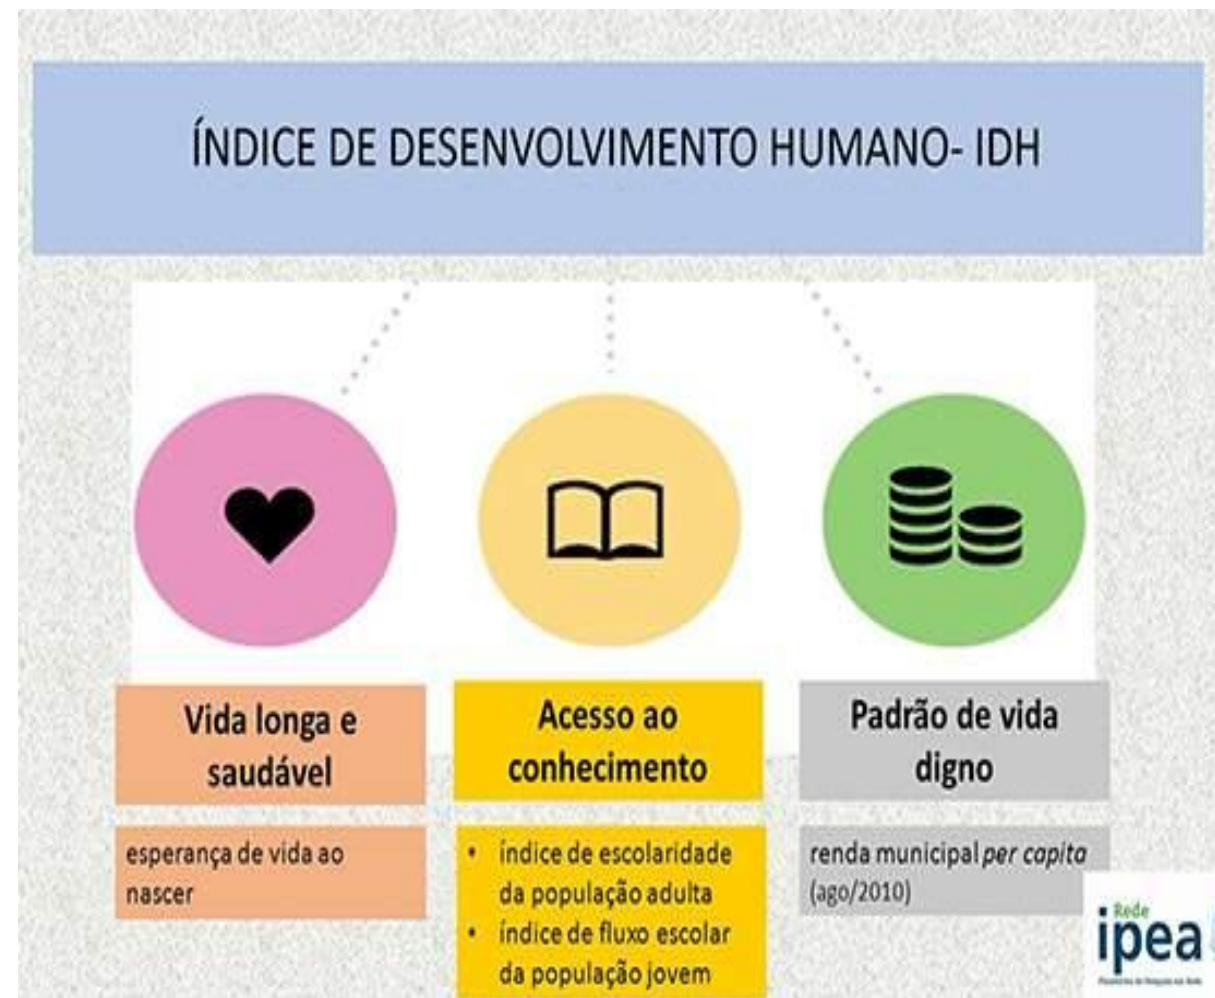 ÍNDICE DE DESENVOLVIMENTO HUMANO- IDH
Vida longa e
saudável
esperança de vida ao
nascer
Acesso ao
conhecimento
• índice de escolaridade
da população adulta
• índice de fluxo escolar
da população jovem
Padrão de vida
digno
renda municipal per capita
(ago/2010)
Rede
ipea